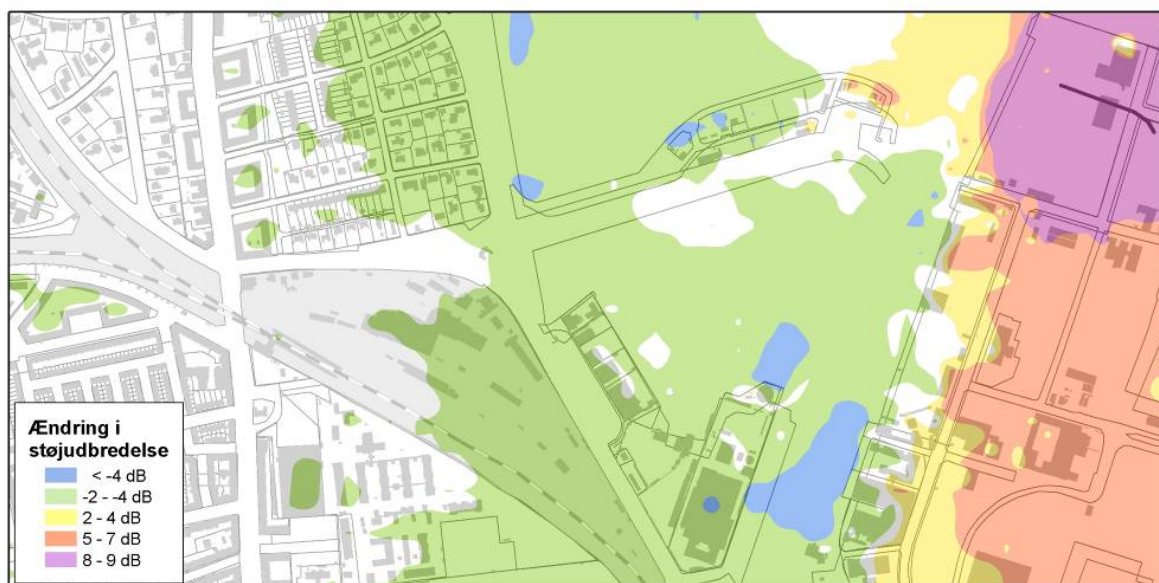 Ændring i
støjudbredelse
< -4 dB
-2 - -4 dB
2 - 4 dB
5 - 7 dB
8 - 9 dB